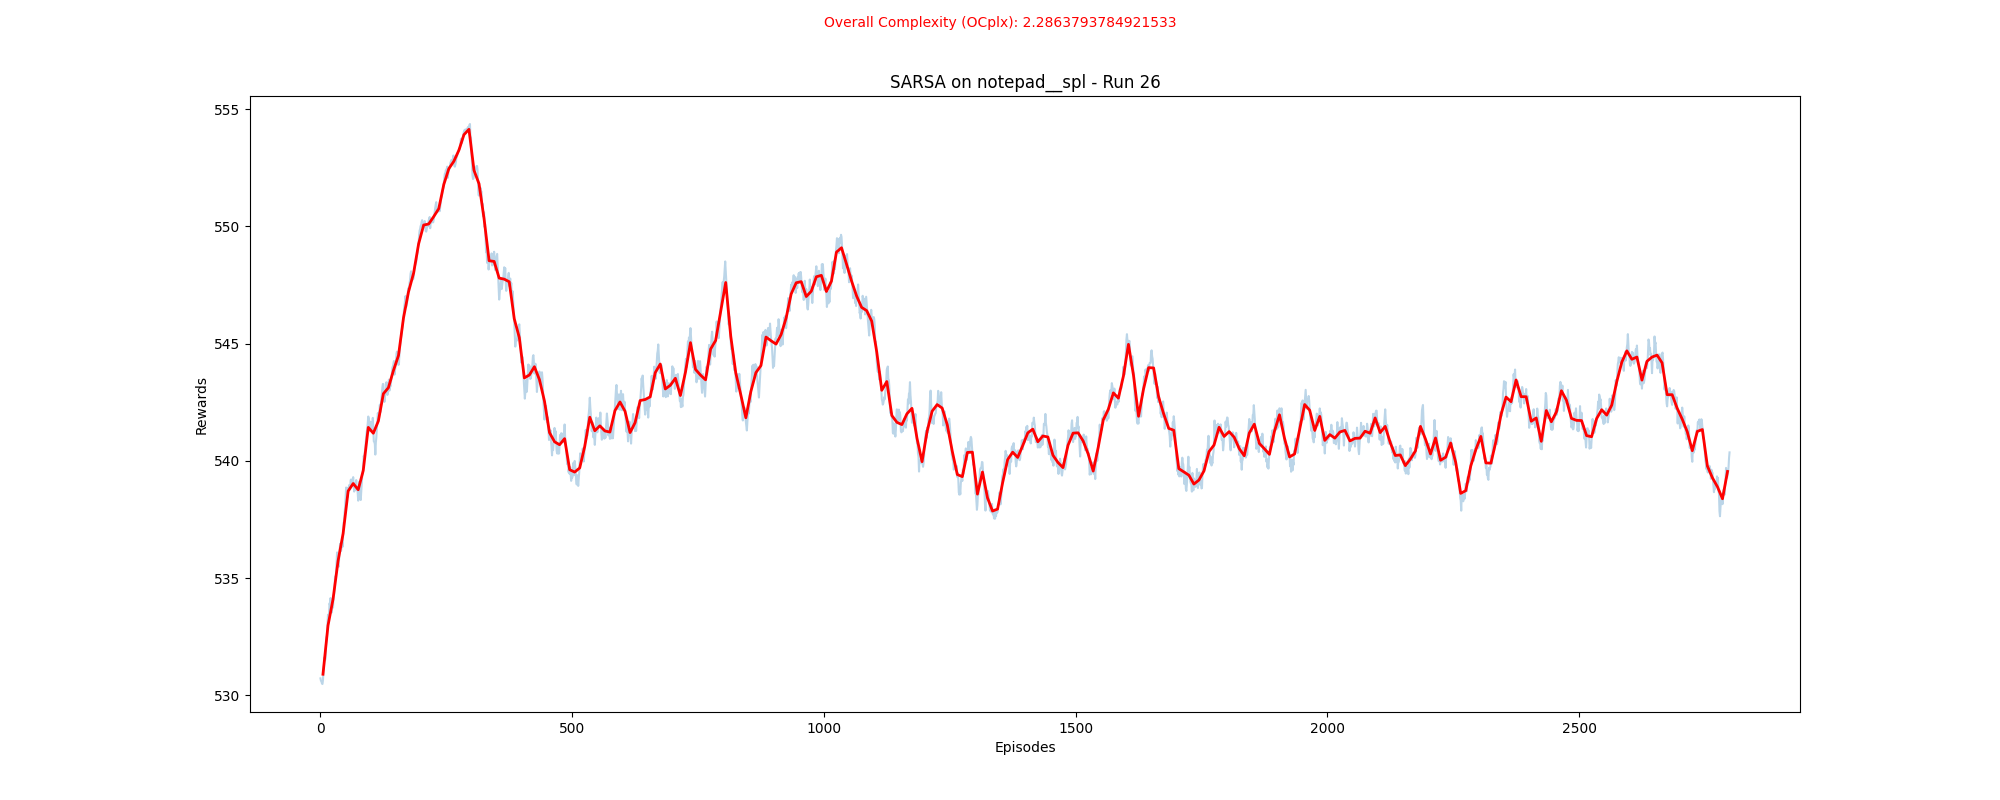 Overall Complexity (OCplx): 2.2863793784921533
SARSA on notepad__spl - Run 26
555
550
545
540
535
530
Rewards
0 500 1000 1500 2000 2500
Episodes